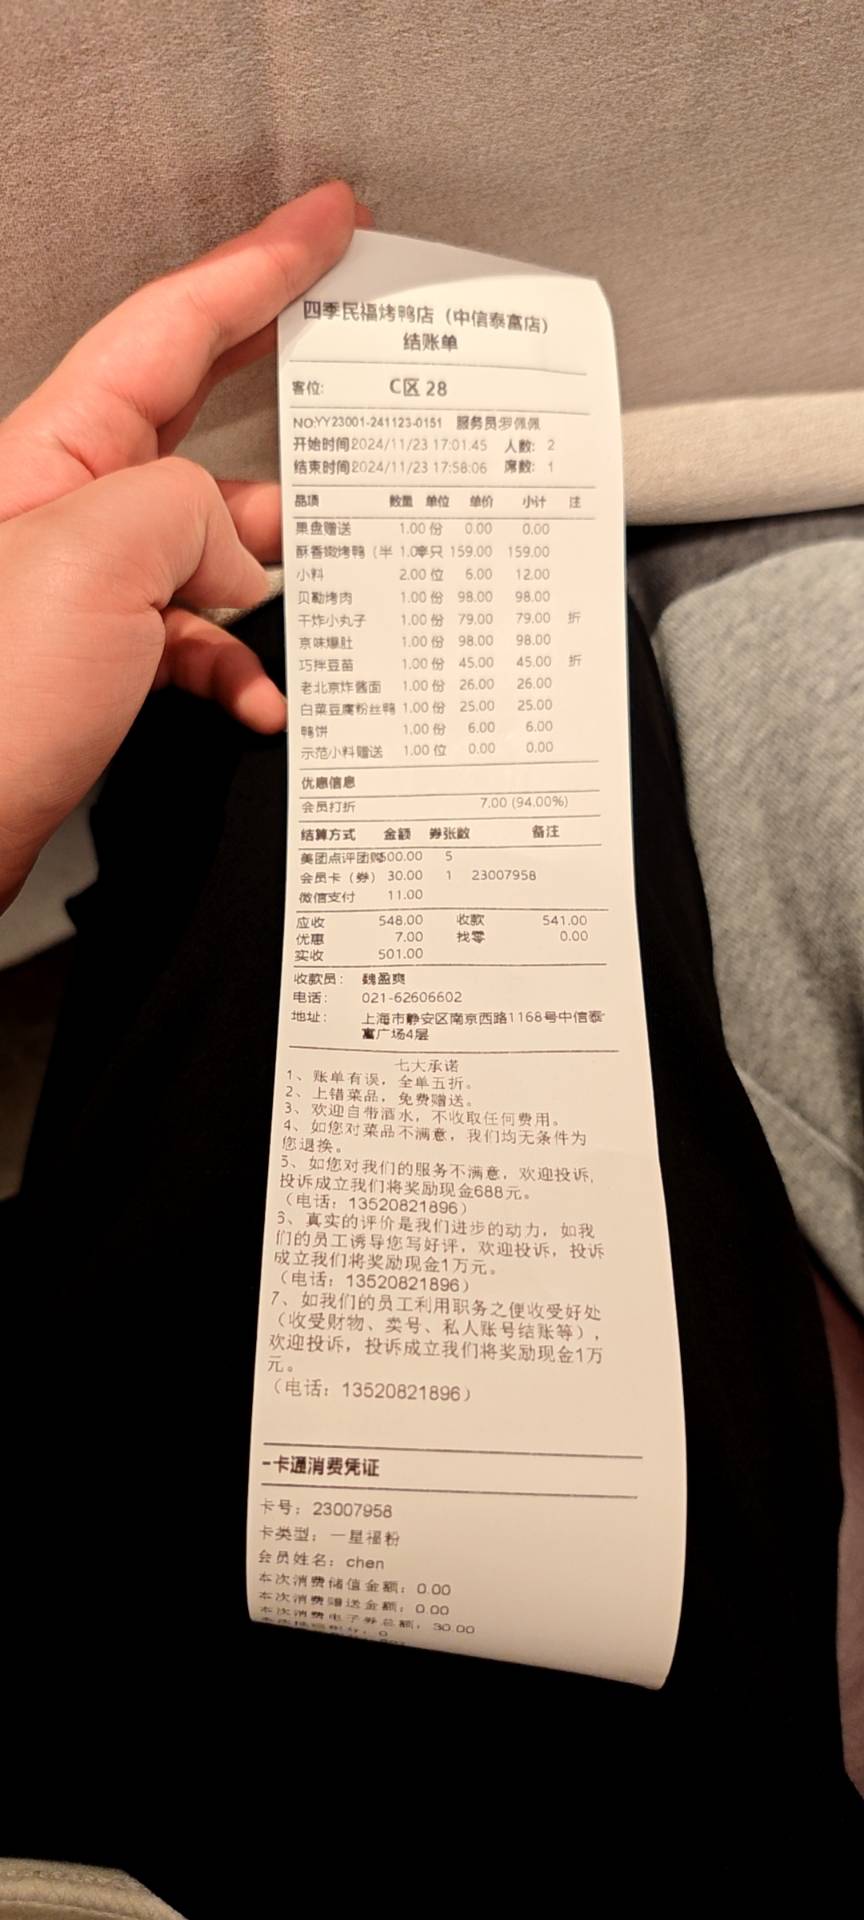 四季民福烤鸭店（中信泰富店）
结账单
客位: C区 28
NO:YY23001-241123-0151 服务员:罗佩佩
开始时间2024/11/23 17:01:45 人数: 2
结束时间2024/11/23 17:58:06 席数: 1
品项 数量 单位 单价 小计 注
果盘赠送 1.00 份 0.00 0.00
酥香嫩烤鸭（半 1.00 只 159.00 159.00
小料 2.00 位 6.00 12.00
贝勒烤肉 1.00 份 98.00 98.00
干炸小丸子 1.00 份 79.00 79.00 折
京味爆肚 1.00 份 98.00 98.00
巧拌豆苗 1.00 份 45.00 45.00 折
老北京炸酱面 1.00 份 26.00 26.00
白菜豆腐粉丝鸭 1.00 份 25.00 25.00
鸭饼 1.00 份 6.00 6.00
示范小料赠送 1.00 位 0.00 0.00
优惠信息
会员打折 7.00 (94.00%)
结算方式 金额 券张数 备注
美团点评团购500.00 5
会员卡（券） 30.00 1 23007958
微信支付 11.00
应收 548.00 收款 541.00
优惠 7.00 找零 0.00
实收 501.00
收款员: 魏盈爽
电话: 021-62606602
地址: 上海市静安区南京西路1168号中信泰
富广场4层
七大承诺
1、账单有误，全单五折。
2、上错菜品，免费赠送。
3、欢迎自带酒水，不收取任何费用。
4、如您对菜品不满意，我们均无条件为
您退换。
5、如您对我们的服务不满意，欢迎投诉，
投诉成立我们将奖励现金688元。
（电话：13520821896）
6、真实的评价是我们进步的动力，如我
们的员工诱导您写好评，欢迎投诉，投诉
成立我们将奖励现金1万元。
（电话：13520821896）
7、如我们的员工利用职务之便收受好处
（收受财物、卖号、私人账号结账等），
欢迎投诉，投诉成立我们将奖励现金1万
元。
（电话：13520821896）
一卡通消费凭证
卡号：23007958
卡类型：一星福粉
会员姓名：chen
本次消费储值金额：0.00
本次消费赠送金额：0.00
本次消费电子券总额：30.00